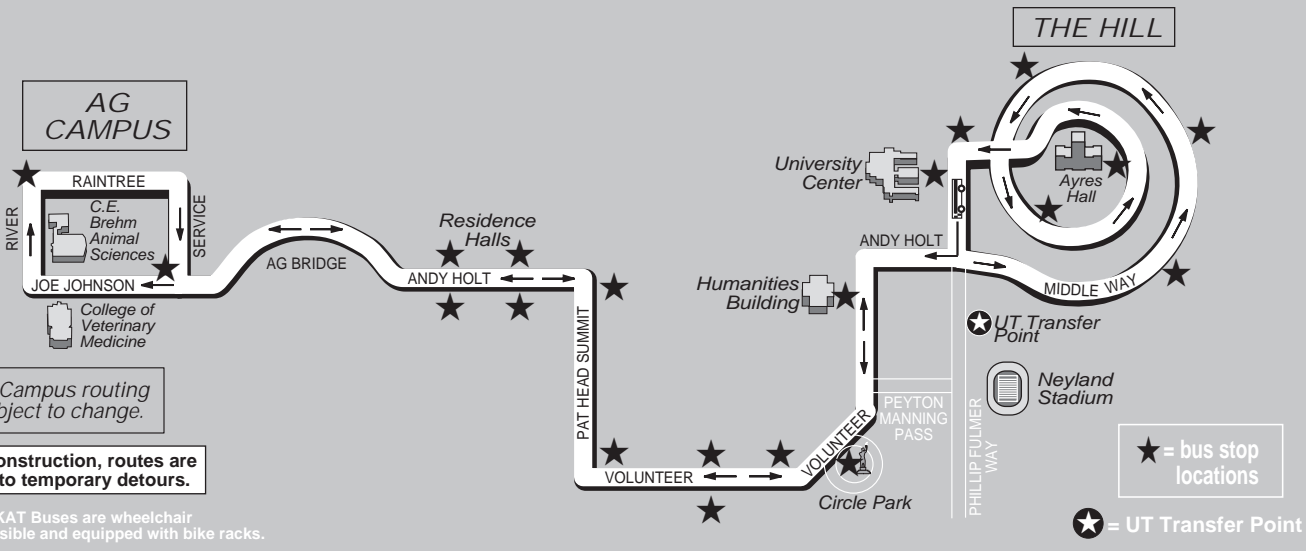 THE HILL
AG
CAMPUS
RAINTREE
RIVER
SERVICE
C.E.
Brehm
Animal
Sciences
JOE JOHNSON
College of
Veterinary
Medicine
AG BRIDGE
Residence
Halls
ANDY HOLT
PAT HEAD SUMMIT
VOLUNTEER
VOLUNTEER
Circle Park
Humanities
Building
University
Center
ANDY HOLT
Ayres
Hall
MIDDLE WAY
UT Transfer
Point
Neyland
Stadium
PEYTON
MANNING
PASS
PHILLIP FULMER
WAY
Campus routing
bject to change.
onstruction, routes are
to temporary detours.
KAT Buses are wheelchair
sible and equipped with bike racks.
= bus stop
locations
= UT Transfer Point